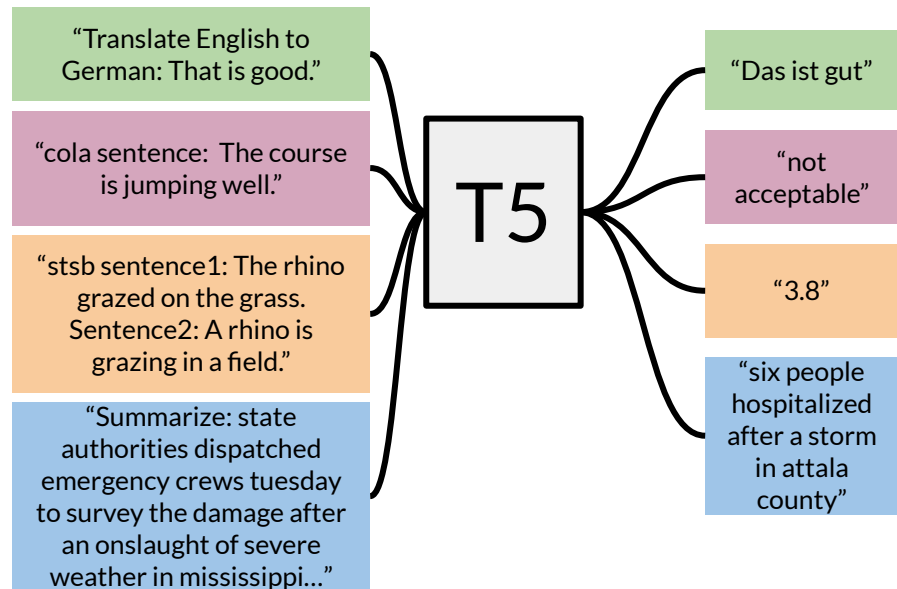 “Translate English to
German: That is good.”
“cola sentence:  The course
is jumping well.”
“stsb sentence1: The rhino
grazed on the grass.
Sentence2: A rhino is
grazing in a field.”
“Summarize: state
authorities dispatched
emergency crews tuesday
to survey the damage after
an onslaught of severe
weather in mississippi…”
T5
“Das ist gut”
“not
acceptable”
“3.8”
“six people
hospitalized
after a storm
in attala
county”